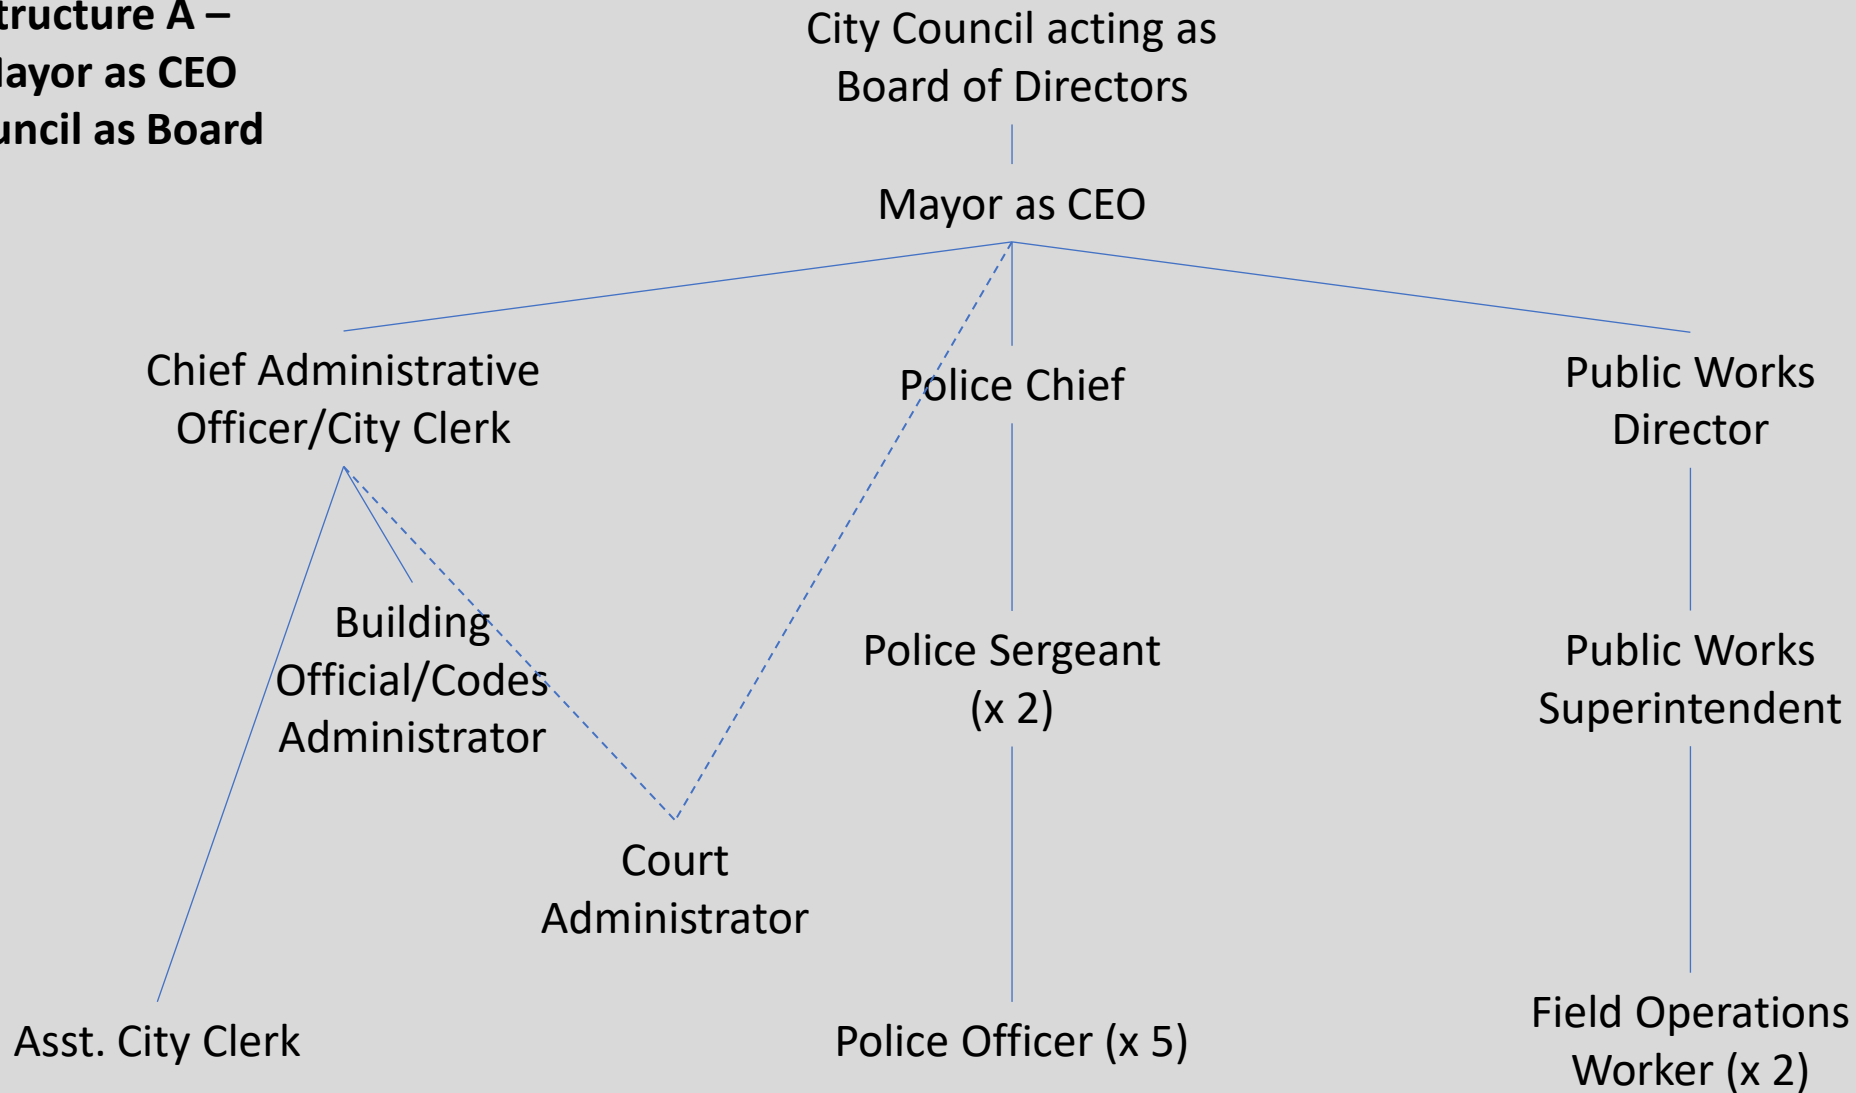 tructure A –
ayor as CEO
uncil as Board
City Council acting as
Board of Directors
Mayor as CEO
Chief Administrative
Officer/City Clerk
Police Chief
Public Works
Director
Building
Official/Codes
Administrator
Police Sergeant
(x 2)
Public Works
Superintendent
Court
Administrator
Asst. City Clerk
Police Officer (x 5)
Field Operations
Worker (x 2)